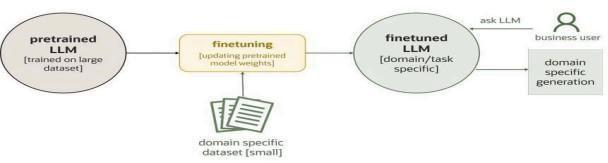 pretrained
LLM
[trained on large
dataset]
finetuning
[updating pretrained
model weights]
domain specific
dataset [small]
finetuned
LLM
[domain/task
specific]
ask LLM
business user
domain
specific
generation